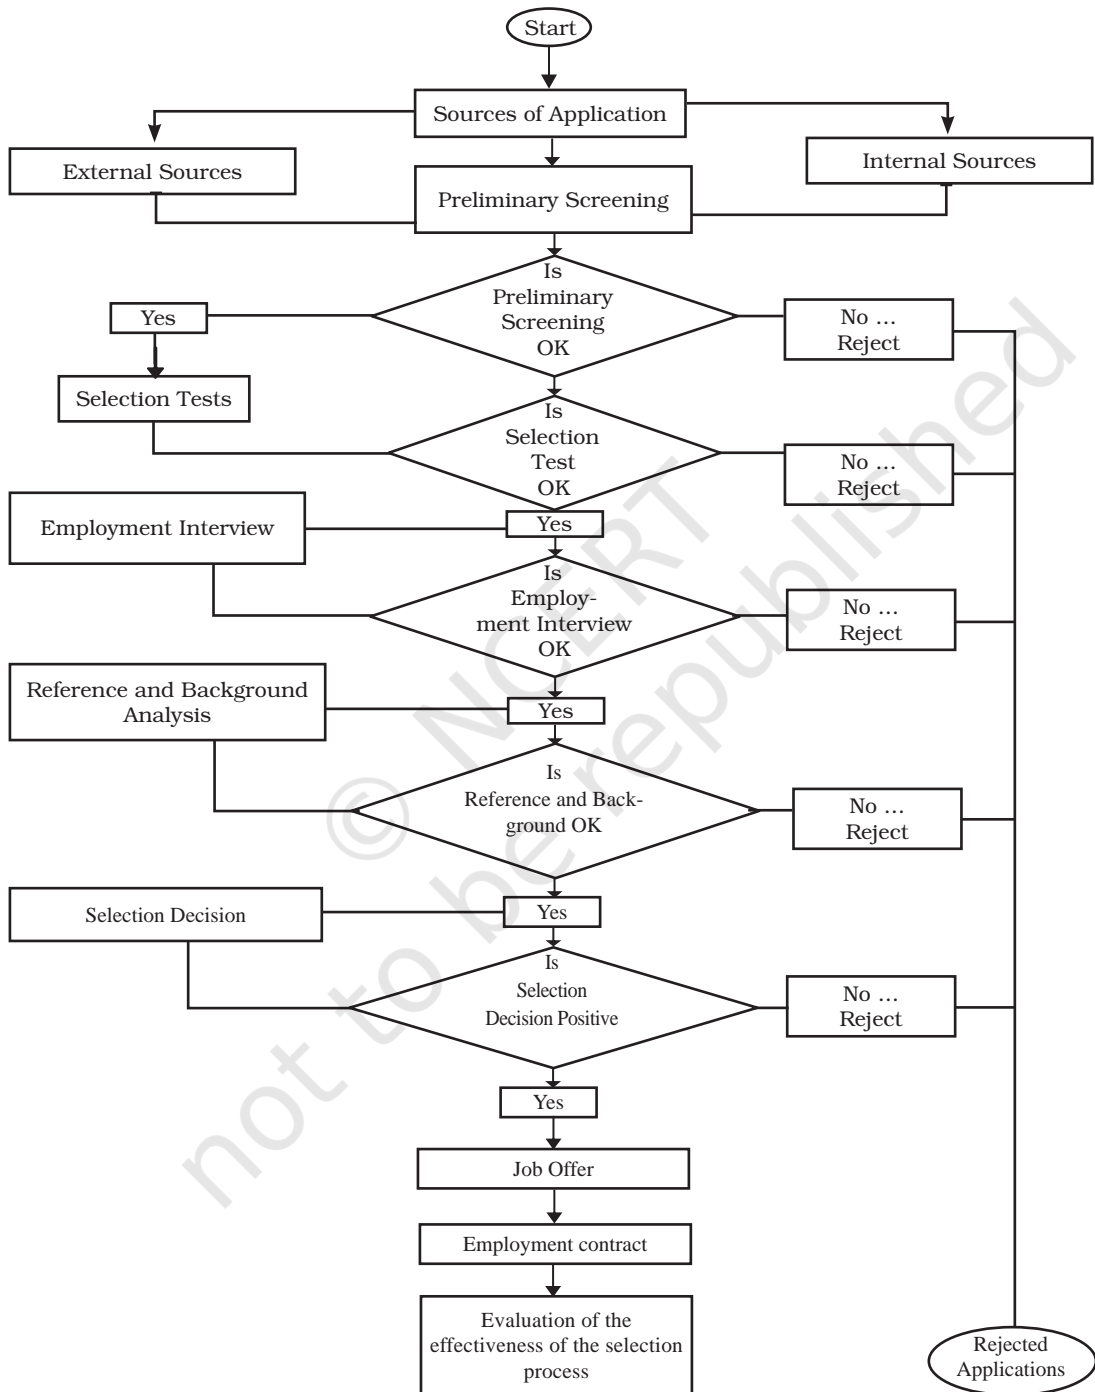 Start
Sources of Application
External Sources
Internal Sources
Preliminary Screening
Is
Preliminary
Screening
OK
Yes
No ...
Reject
Selection Tests
Is
Selection
Test
OK
No ...
Reject
Employment Interview
Yes
Is
Employ-
ment Interview
OK
No ...
Reject
Reference and Background
Analysis
Yes
Is
Reference and Back-
ground OK
No ...
Reject
Selection Decision
Yes
Is
Selection
Decision Positive
No ...
Reject
Yes
Job Offer
Employment contract
Evaluation of the
effectiveness of the selection
process
Rejected
Applications
© NCERT
not to be republished